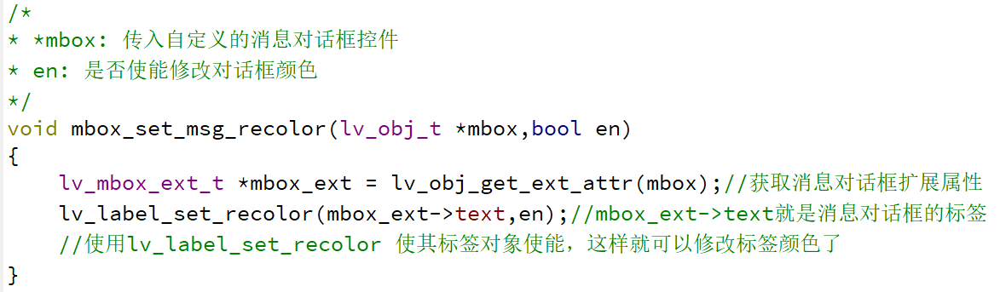 /*
* *mbox: 传入自定义的消息对话框控件
* en: 是否使能修改对话框颜色
*/
void mbox_set_msg_recolor(lv_obj_t *mbox,bool en)
{
    lv_mbox_ext_t *mbox_ext = lv_obj_get_ext_attr(mbox);//获取消息对话框扩展属性
    lv_label_set_recolor(mbox_ext->text,en);//mbox_ext->text就是消息对话框的标签
    //使用lv_label_set_recolor 使其标签对象使能，这样就可以修改标签颜色了
}